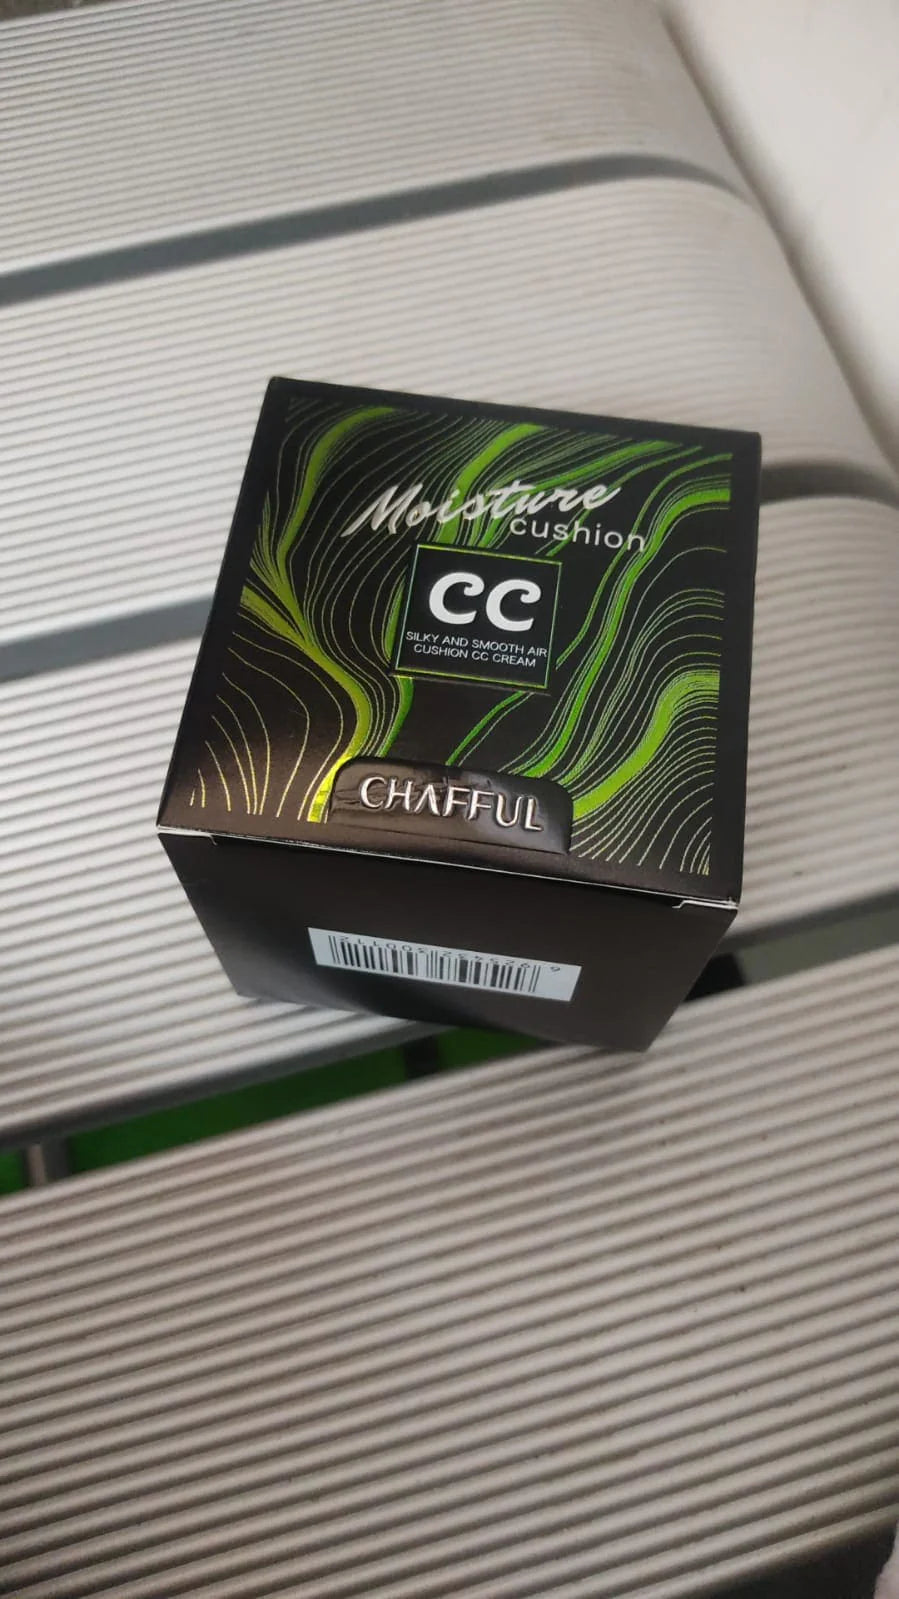 Moisture
cushion
CC
SILKY AND SMOOTH AIR
CUSHION CC CREAM
CHAFFUL